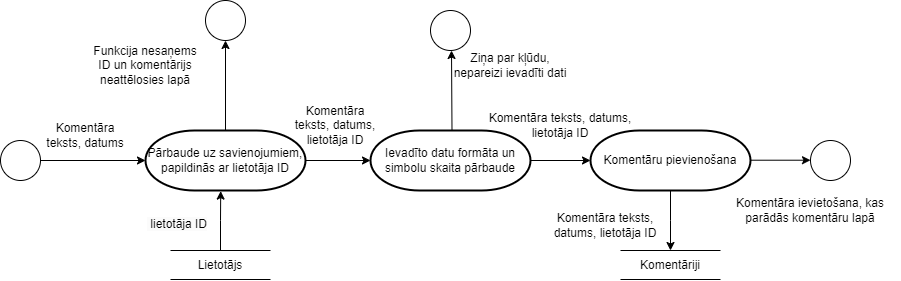 Funkcija nesaņems
ID un komentārijs
neattēlosies lapā
Ziņa par kļūdu,
nepareizi ievadīti dati
Komentāra
teksts, datums
Komentāra
teksts, datums,
lietotāja ID
Komentāra teksts, datums,
lietotāja ID
Pārbaude uz savienojumiem,
papildinās ar lietotāja ID
Ievadīto datu formāta un
simbolu skaita pārbaude
Komentāru pievienošana
lietotāja ID
Komentāra teksts,
datums, lietotāja ID
Komentāra ievietošana, kas
parādās komentāru lapā
Lietotājs
Komentāriji